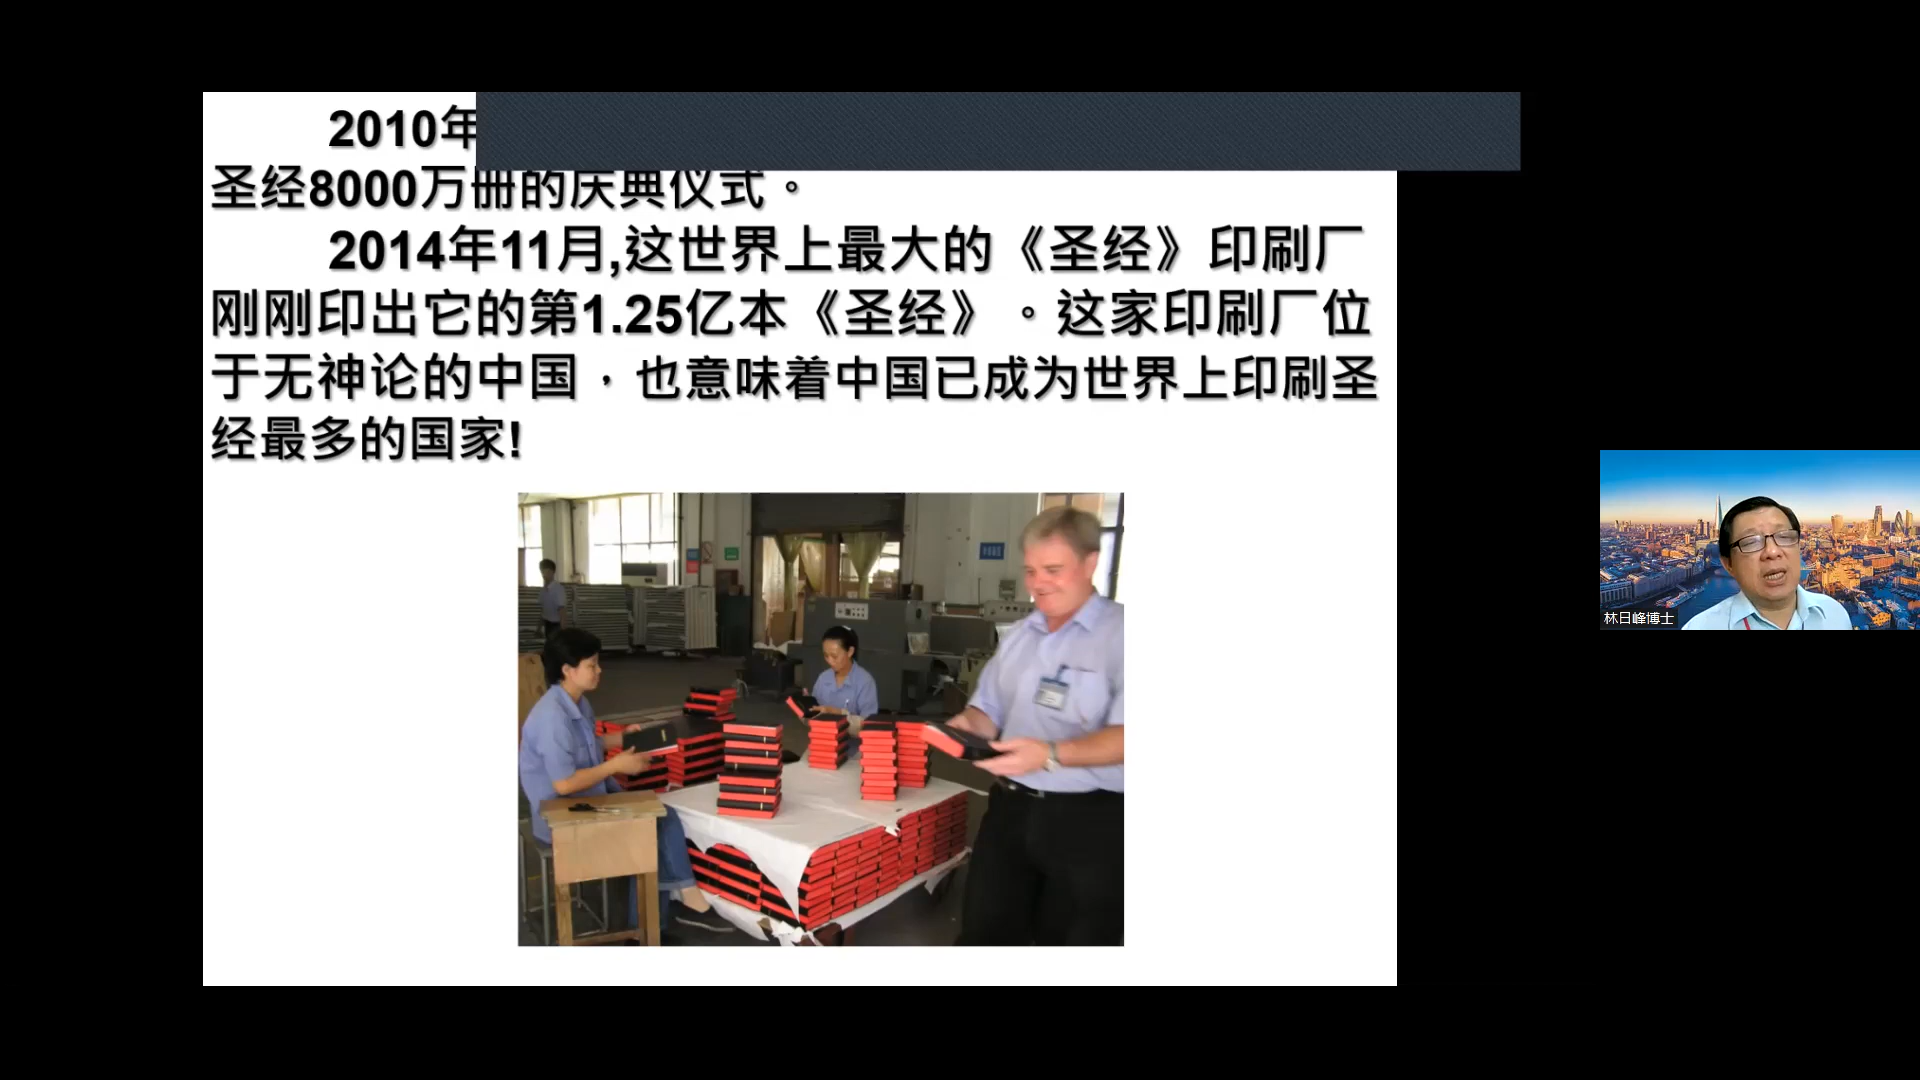 2010年
圣经8000万册的庆典仪式。
2014年11月,这世界上最大的《圣经》印刷厂
刚刚印出它的第1.25亿本《圣经》。这家印刷厂位
于无神论的中国，也意味着中国已成为世界上印刷圣
经最多的国家!
林日峰博士